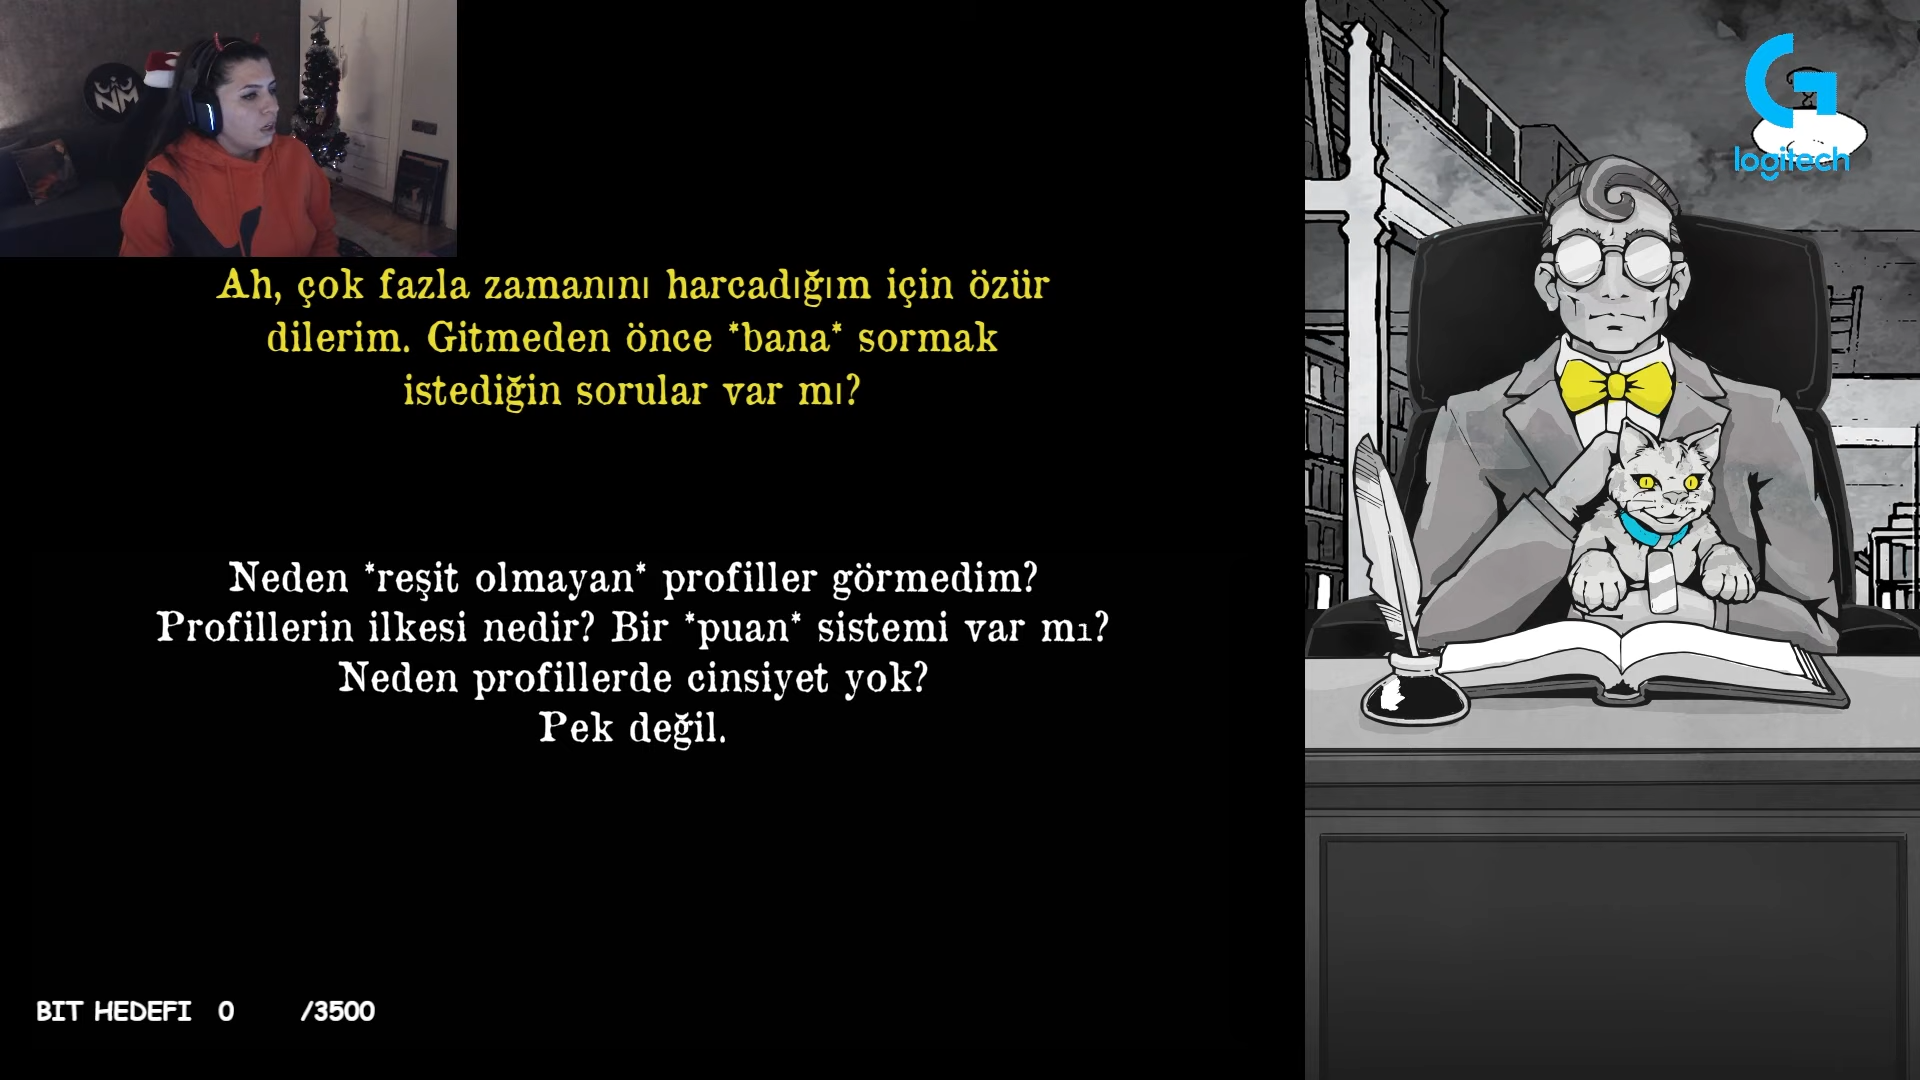 NM
logitech
Ah, çok fazla zamanını harcadığım için özür
dilerim. Gitmeden önce *bana* sormak
istediğin sorular var mı?
Neden *reşit olmayan* profiller görmedim?
Profillerin ilkesi nedir? Bir *puan* sistemi var mı?
Neden profillerde cinsiyet yok?
Pek değil.
BIT HEDEFI 0 /3500